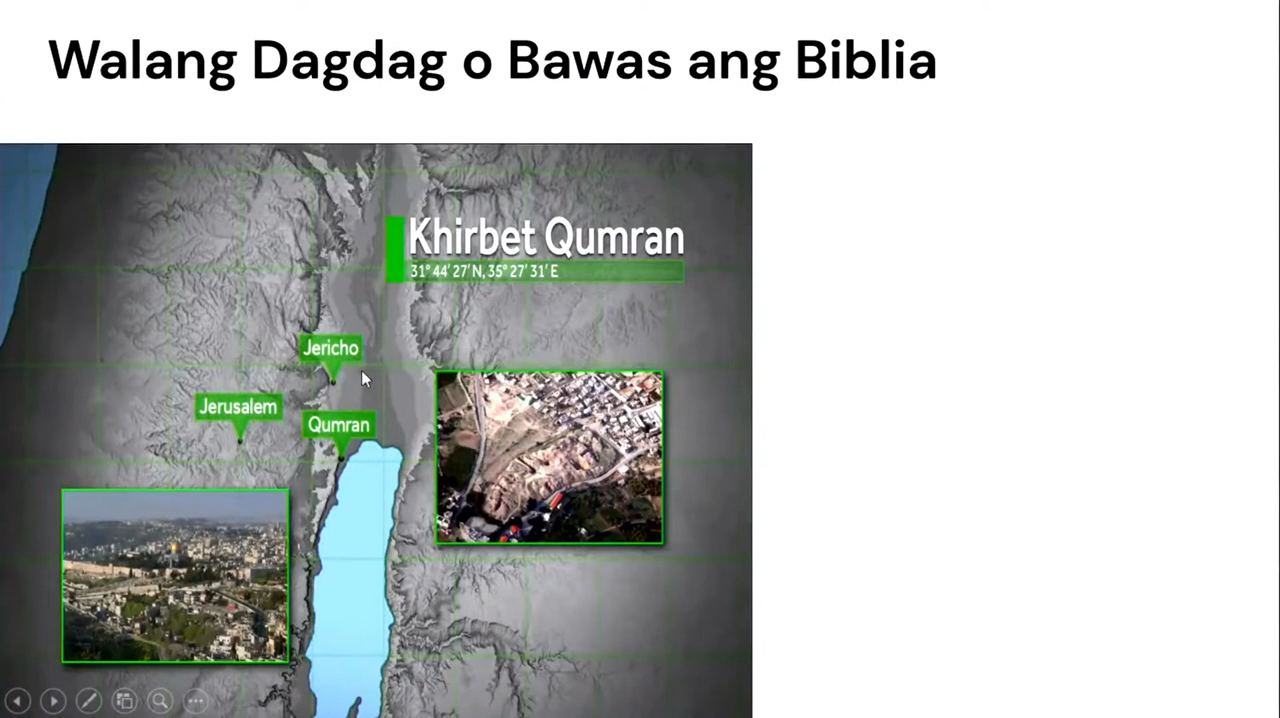 Walang Dagdag o Bawas ang Biblia
Khirbet Qumran
31° 44′ 27′ N, 35° 27′ 31′ E
Jericho
Jerusalem
Qumran